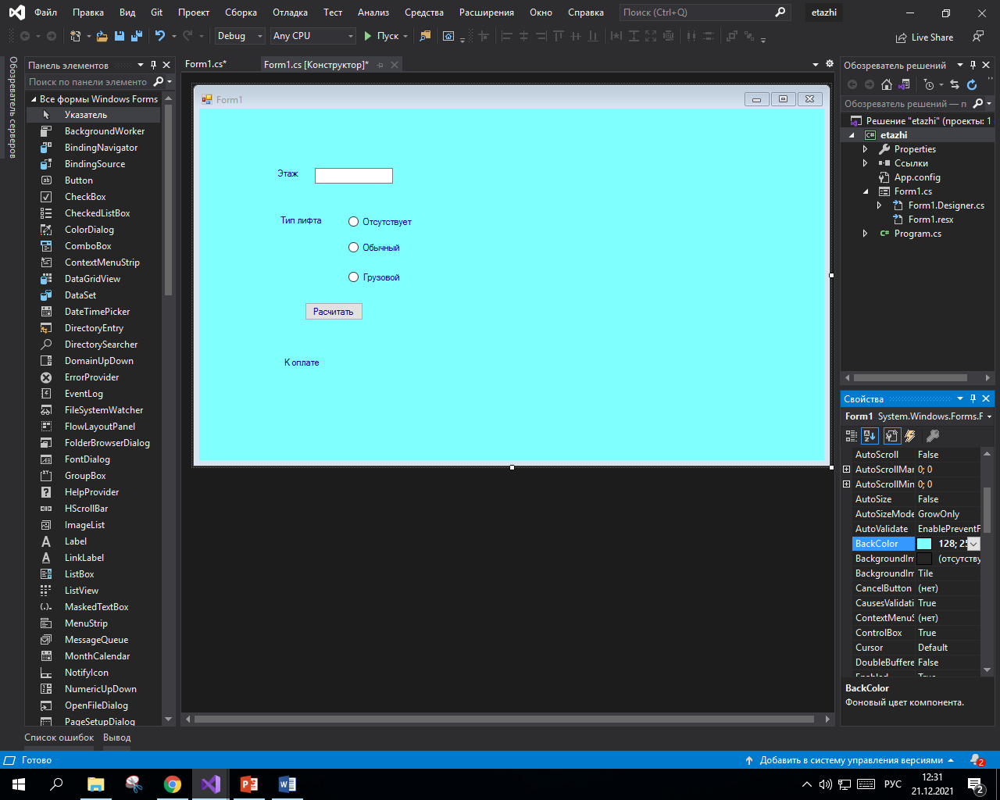 Файл Правка Вид Git Проект Сборка Отладка Тест Анализ Средства Расширения Окно Справка Поиск (Ctrl+Q) etazhi
Debug Any CPU Пуск Live Share
Обозреватель серверов
Панель элементов
Поиск по панели элементо
Все формы Windows Forms
Указатель
BackgroundWorker
BindingNavigator
BindingSource
Button
CheckBox
CheckedListBox
ColorDialog
ComboBox
ContextMenuStrip
DataGridView
DataSet
DateTimePicker
DirectoryEntry
DirectorySearcher
DomainUpDown
ErrorProvider
EventLog
FileSystemWatcher
FlowLayoutPanel
FolderBrowserDialog
FontDialog
GroupBox
HelpProvider
HScrollBar
ImageList
Label
LinkLabel
ListBox
ListView
MaskedTextBox
MenuStrip
MessageQueue
MonthCalendar
NotifyIcon
NumericUpDown
OpenFileDialog
PageSetupDialog
Form1.cs*
Form1.cs [Конструктор]*
Form1
Этаж
Тип лифта
Отсутствует
Обычный
Грузовой
Расчитать
К оплате
Обозреватель решений
Обозреватель решений — п
Решение "etazhi" (проекты: 1
etazhi
Properties
Ссылки
App.config
Form1.cs
Form1.Designer.cs
Form1.resx
Program.cs
Свойства
Form1 System.Windows.Forms.F
AutoScroll False
AutoScrollMar 0; 0
AutoScrollMin 0; 0
AutoSize False
AutoSizeMode GrowOnly
AutoValidate EnablePreventF
BackColor 128; 25
BackgroundIm (отсутству
BackgroundIm Tile
CancelButton (нет)
CausesValidati True
ContextMenuS (нет)
ControlBox True
Cursor Default
DoubleBuffere False
Enabled True
BackColor
Фоновый цвет компонента.
Список ошибок Вывод
Готово
Добавить в систему управления версиями 2
РУС
12:31
21.12.2021
2